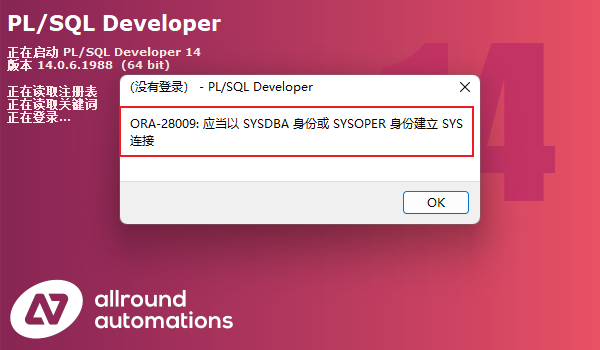 PL/SQL Developer
正在启动 PL/SQL Developer 14
版本 14.0.6.1988 (64 bit)
正在读取注册表
正在读取关键词
正在登录...
14
(没有登录) - PL/SQL Developer
ORA-28009: 应当以 SYSDBA 身份或 SYSOPER 身份建立 SYS
连接
OK
allround
automations